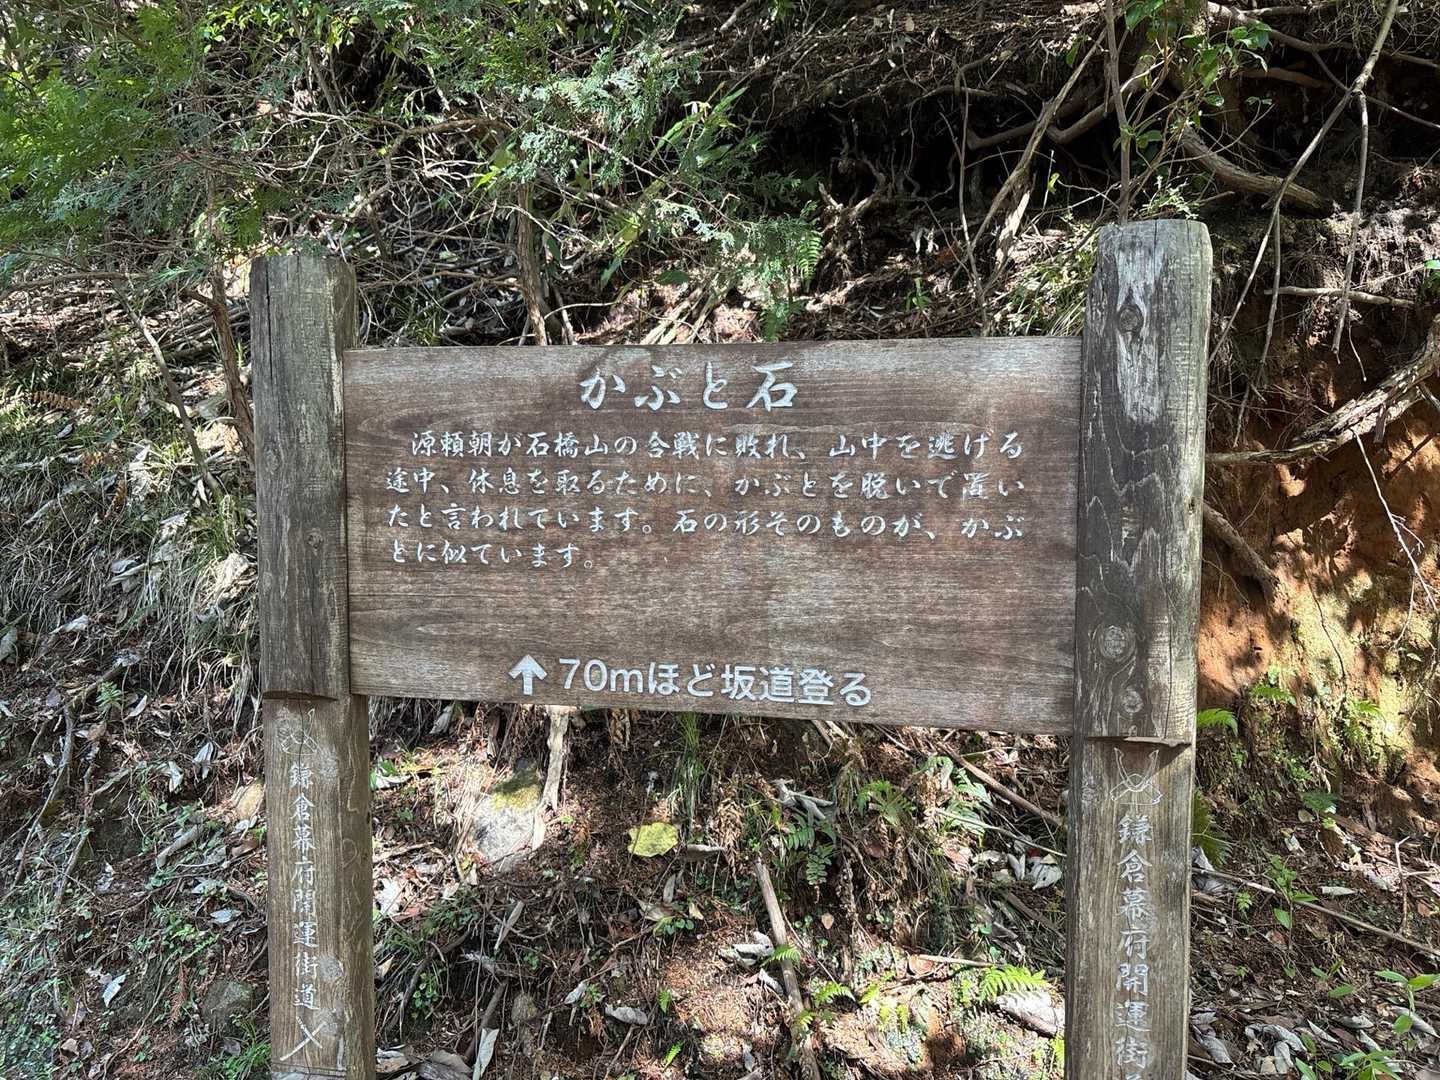 かぶと石
源頼朝が石橋山の合戦に敗れ、山中を逃げる
途中、休息を取るために、かぶとを脱いで置い
たと言われています。石の形そのものが、かぶ
とに似ています。
↑70mほど坂道登る
鎌倉幕府開運街道
鎌倉幕府開運街